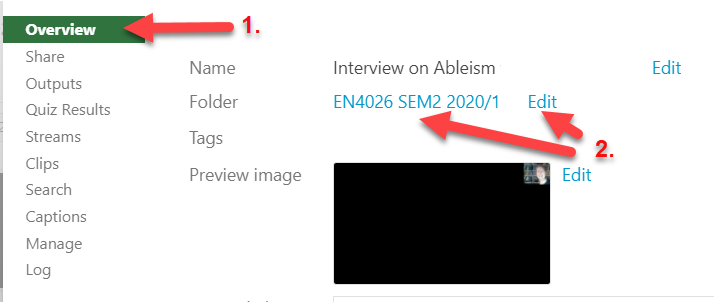 Overview
1.
Share
Outputs
Quiz Results
Streams
Clips
Search
Captions
Manage
Log
Name
Interview on Ableism
Edit
Folder
EN4026 SEM2 2020/1
Edit
2.
Tags
Preview image
Edit